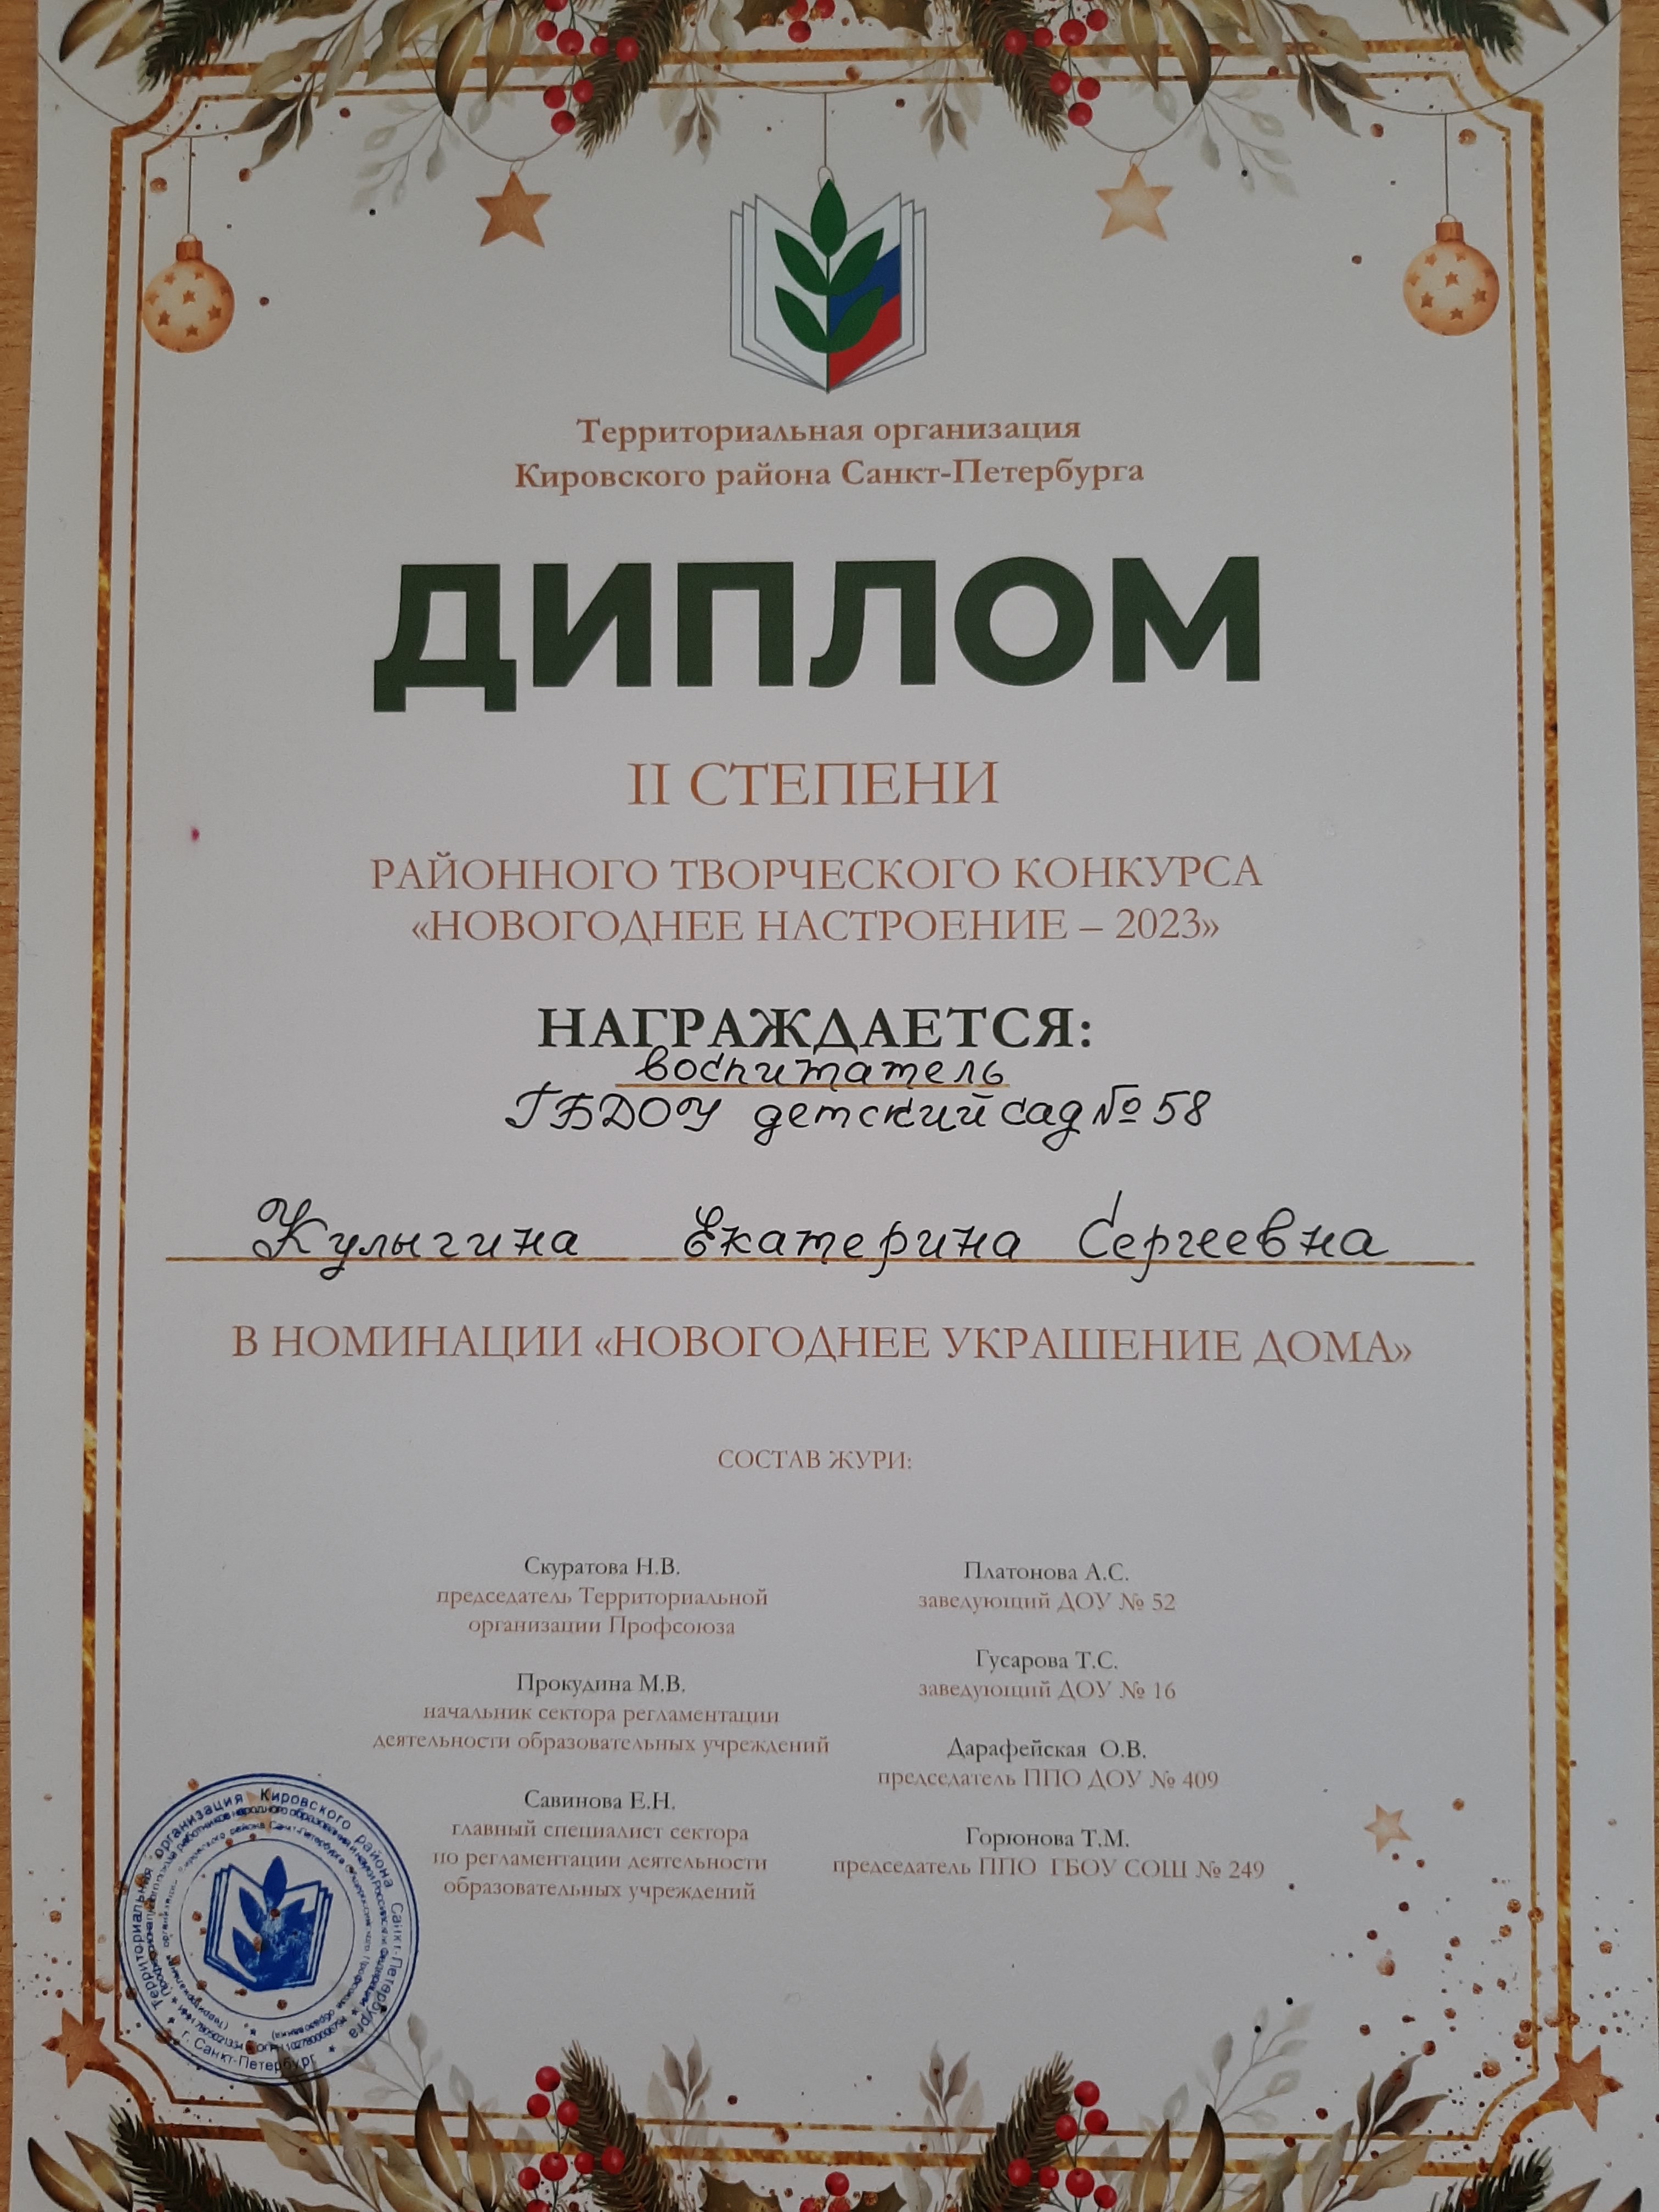 Территориальная организация
Кировского района Санкт-Петербурга
ДИПЛОМ
II СТЕПЕНИ
РАЙОННОГО ТВОРЧЕСКОГО КОНКУРСА
«НОВОГОДНЕЕ НАСТРОЕНИЕ – 2023»
НАГРАЖДАЕТСЯ:
воспитатель
ГБДОУ детский сад № 58
Кулыгина Екатерина Сергеевна
В НОМИНАЦИИ «НОВОГОДНЕЕ УКРАШЕНИЕ ДОМА»
СОСТАВ ЖУРИ:
Скуратова Н.В.
председатель Территориальной
организации Профсоюза
Прокудина М.В.
начальник сектора регламентации
деятельности образовательных учреждений
Савинова Е.Н.
главный специалист сектора
по регламентации деятельности
образовательных учреждений
Платонова А.С.
заведующий ДОУ № 52
Гусарова Т.С.
заведующий ДОУ № 16
Дарафейская О.В.
председатель ППО ДОУ № 409
Горюнова Т.М.
председатель ППО ГБОУ СОШ № 249
Территориальная организация Кировского района Санкт-Петербурга
г. Санкт-Петербург